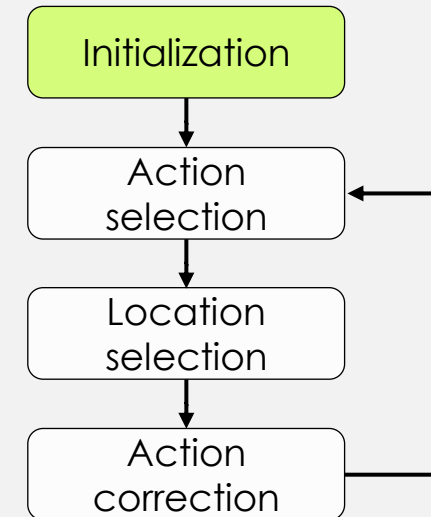 Initialization
Action
selection
Location
selection
Action
correction